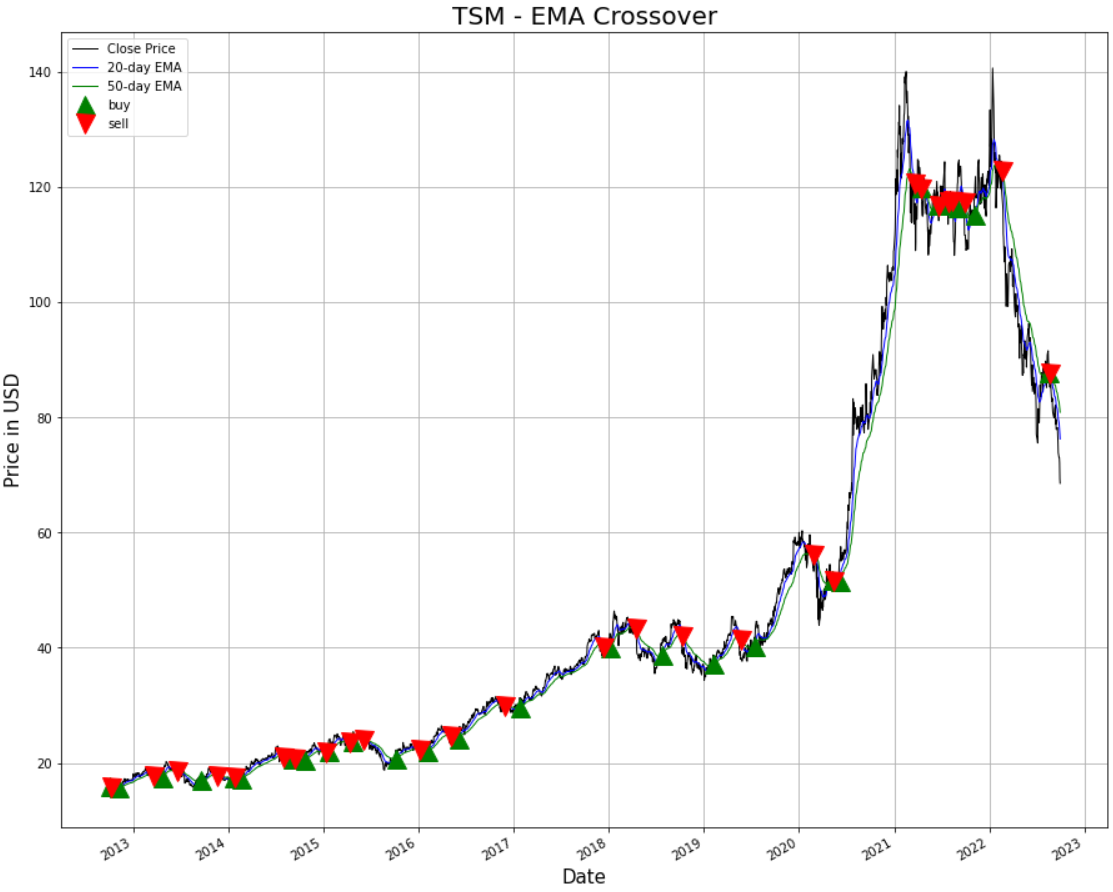 TSM - EMA Crossover
Close Price
20-day EMA
50-day EMA
buy
sell
140
120
100
80
60
40
20
Price in USD
2013
2014
2015
2016
2017
2018
2019
2020
2021
2022
2023
Date